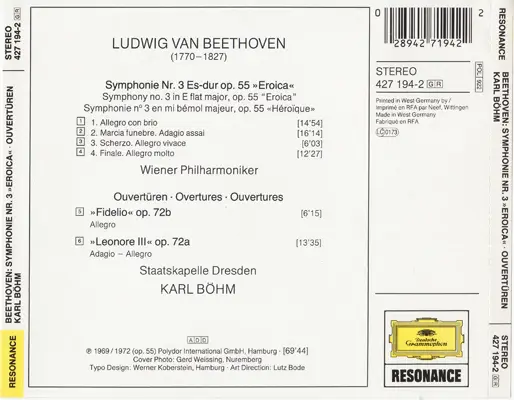 STEREO
427 194-2 GR
BEETHOVEN: SYMPHONIE NR. 3 »EROICA« · OUVERTÜREN
KARL BÖHM
RESONANCE
LUDWIG VAN BEETHOVEN
(1770–1827)
Symphonie Nr. 3 Es-dur op. 55 »Eroica«
Symphony no. 3 in E flat major, op. 55 “Eroica”
Symphonie n° 3 en mi bémol majeur, op. 55 «Héroïque»
1 1. Allegro con brio [14'54]
2 2. Marcia funebre. Adagio assai [16'14]
3 3. Scherzo. Allegro vivace [6'03]
4 4. Finale. Allegro molto [12'27]
Wiener Philharmoniker
Ouvertüren · Overtures · Ouvertures
5 »Fidelio« op. 72b [6'15]
Allegro
6 »Leonore III« op. 72a [13'35]
Adagio – Allegro
Staatskapelle Dresden
KARL BÖHM
ADD
℗ 1969 / 1972 (op. 55) Polydor International GmbH, Hamburg · [69'44]
Cover Photo: Gerd Weissing, Nuremberg
Typo Design: Werner Koberstein, Hamburg · Art Direction: Lutz Bode
0 28942 71942 2
STEREO
427 194-2 GR
POL 900
Printed in West Germany by /
Imprimé en RFA par Neef, Wittingen
Made in West Germany
Fabriqué en RFA
LC 0173
Deutsche
Grammophon
RESONANCE
RESONANCE
BEETHOVEN: SYMPHONIE NR. 3 »EROICA« · OUVERTÜREN
KARL BÖHM
STEREO
427 194-2 GR